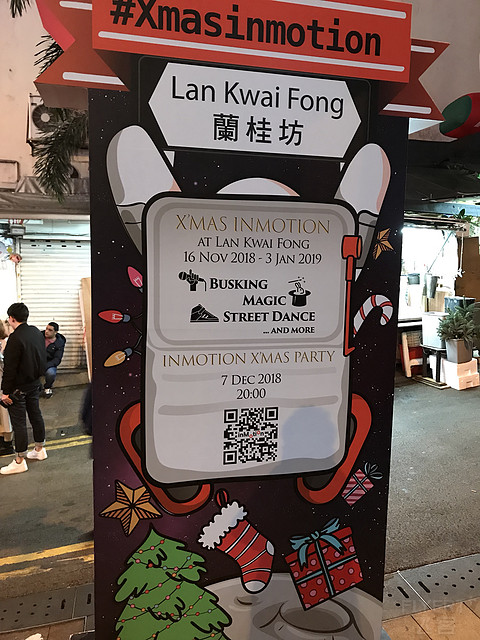 #Xmasinmotion
Lan Kwai Fong
蘭桂坊
X'MAS INMOTION
AT LAN KWAI FONG
16 NOV 2018 - 3 JAN 2019
BUSKING
MAGIC
STREET DANCE
... AND MORE
INMOTION X'MAS PARTY
7 DEC 2018
20:00